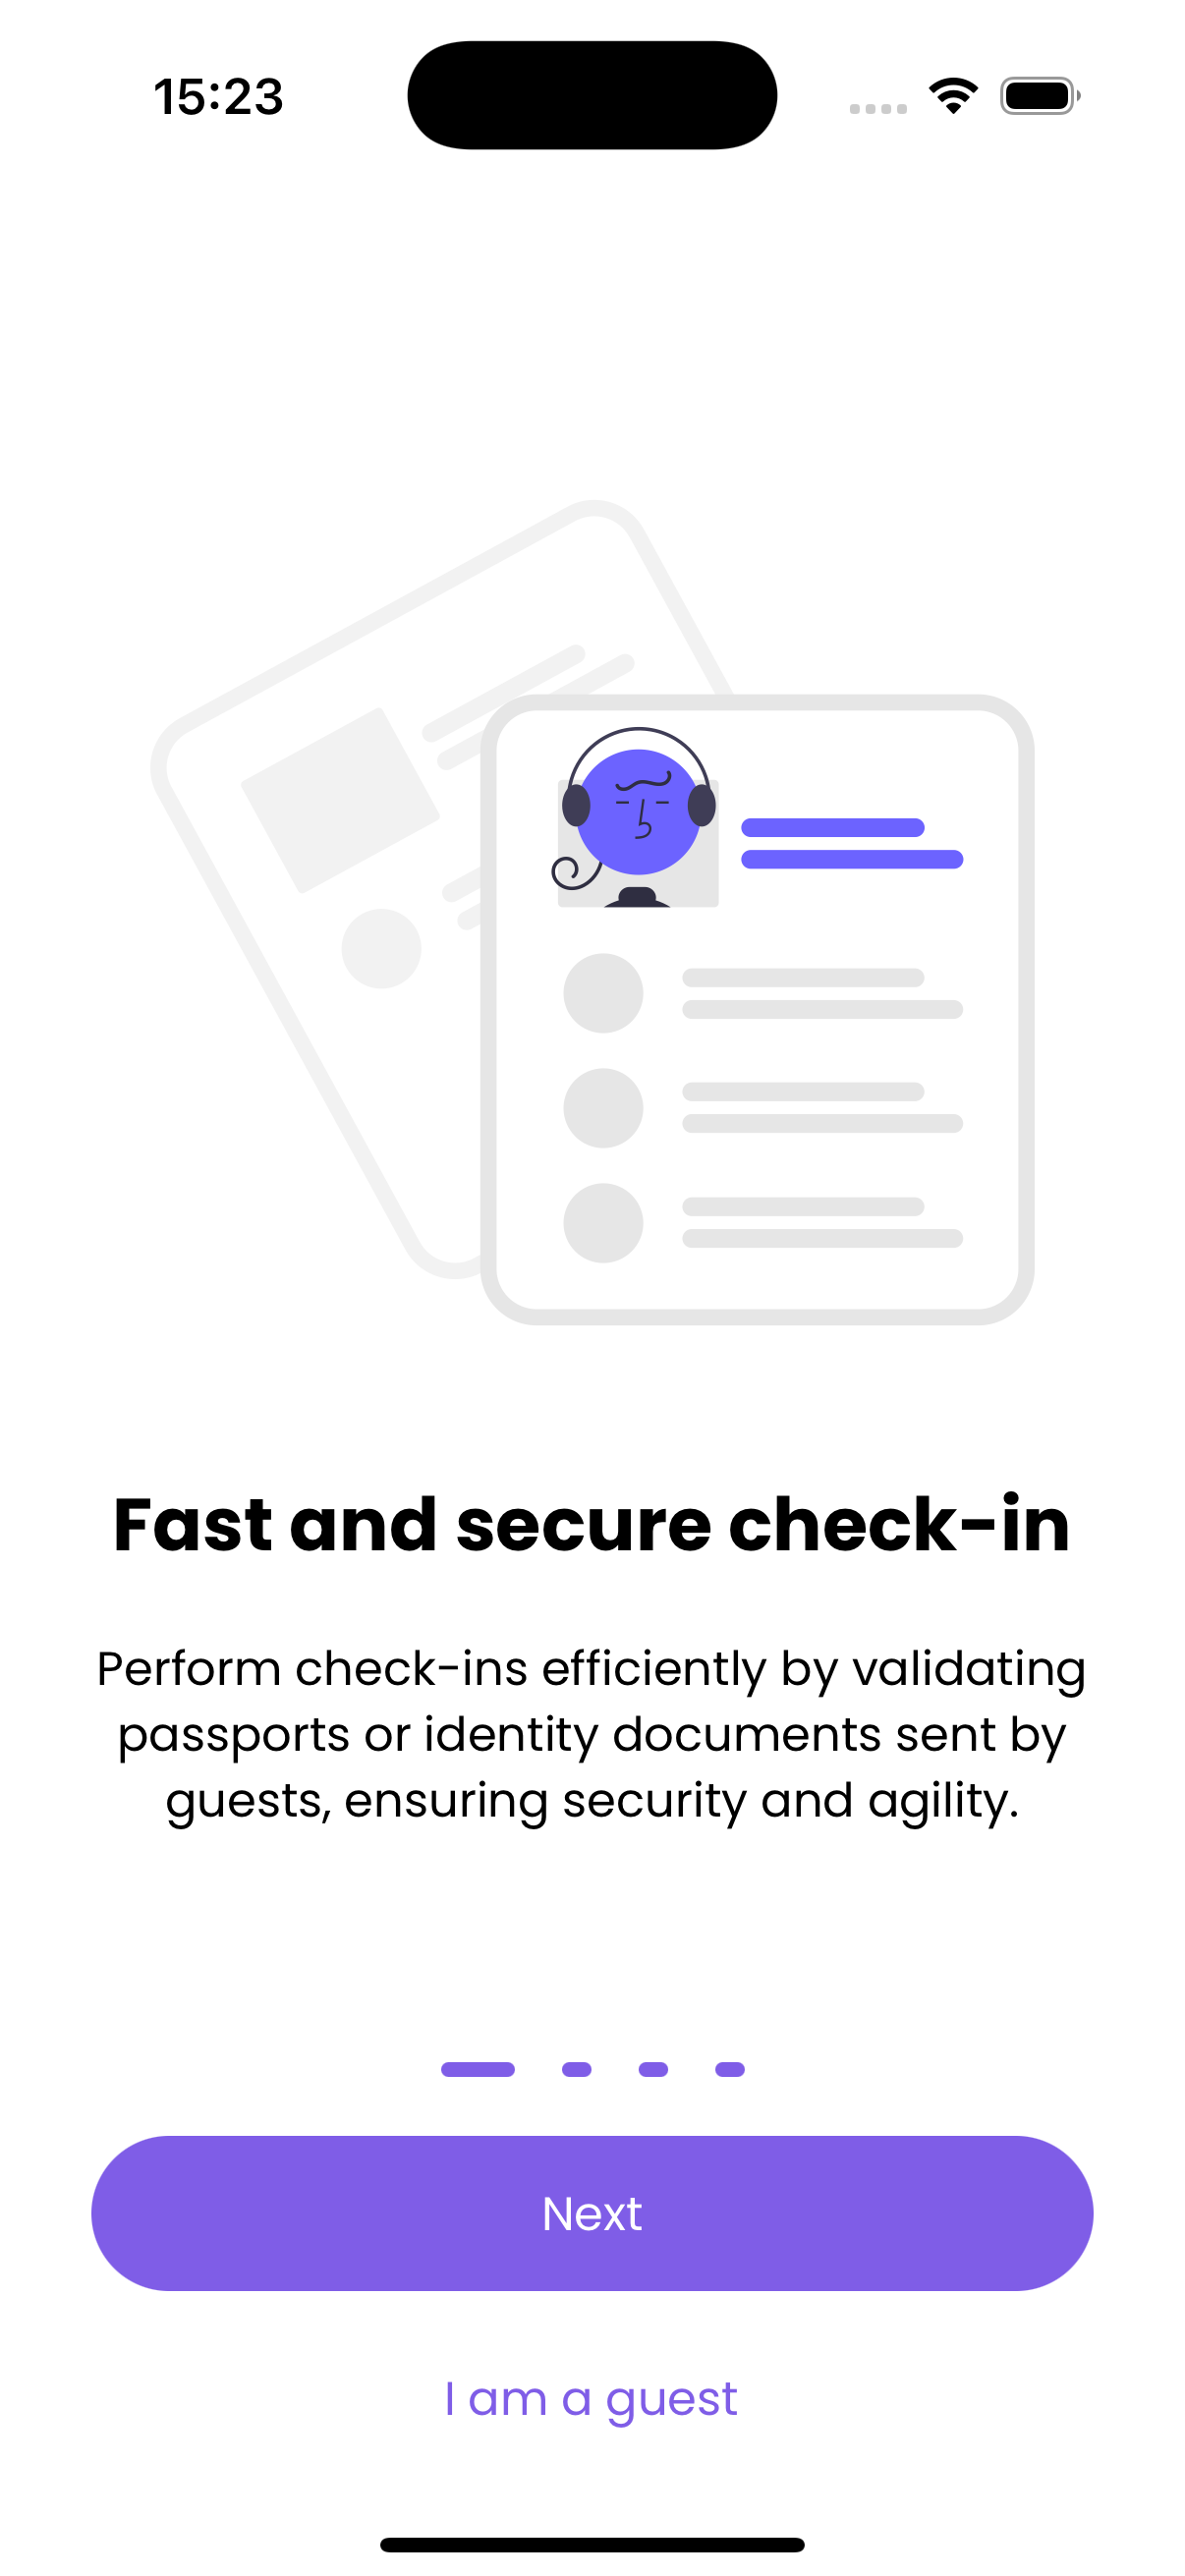 15:23
Fast and secure check-in
Perform check-ins efficiently by validating
passports or identity documents sent by
guests, ensuring security and agility.
Next
I am a guest